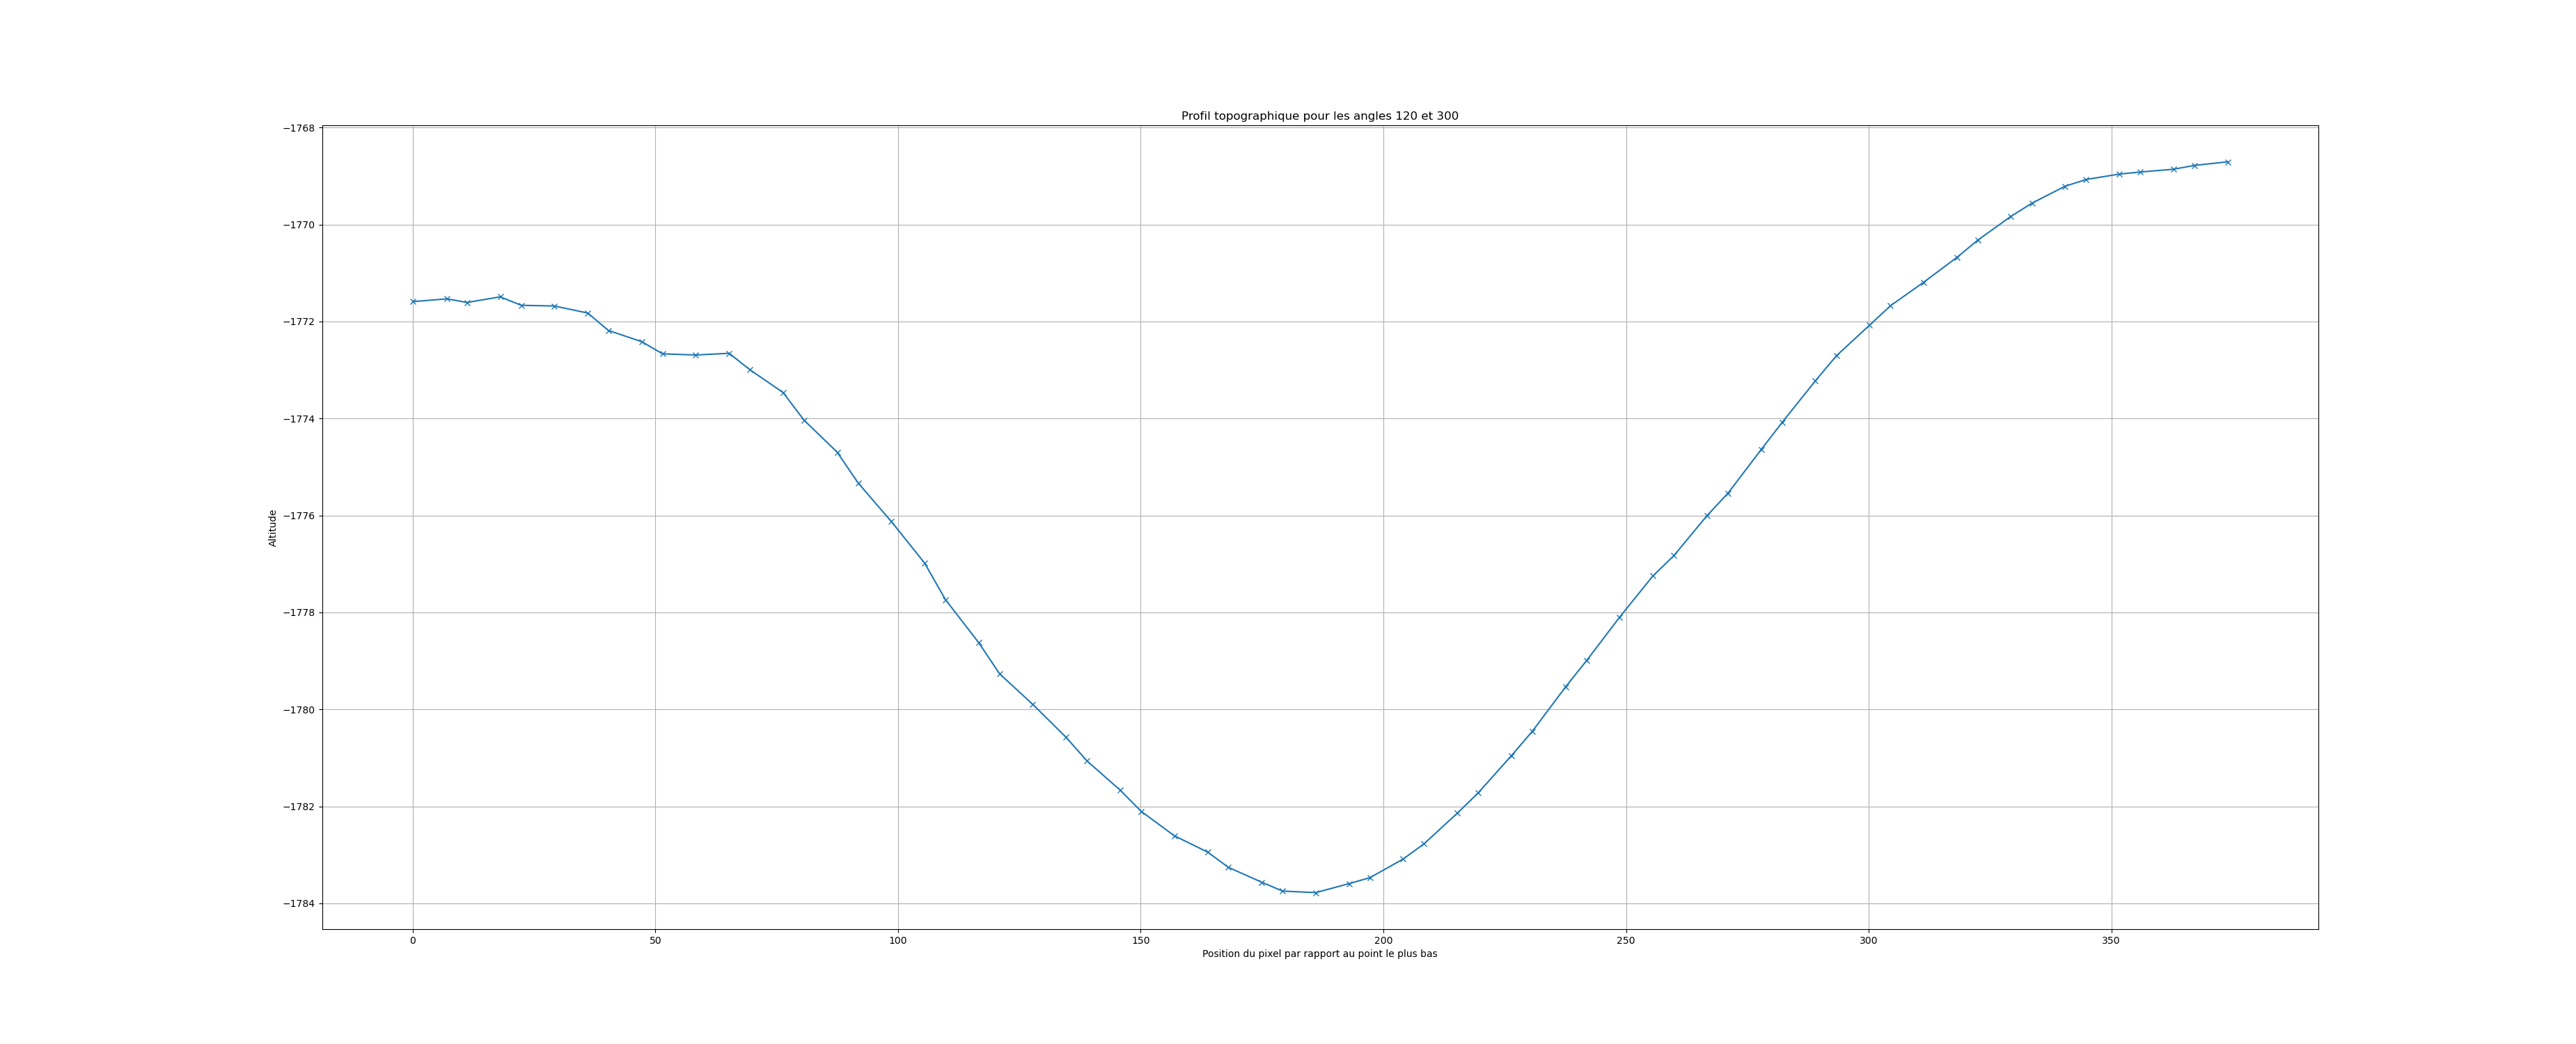 Profil topographique pour les angles 120 et 300
−1768
−1770
−1772
−1774
−1776
−1778
−1780
−1782
−1784
Altitude
0 50 100 150 200 250 300 350
Position du pixel par rapport au point le plus bas